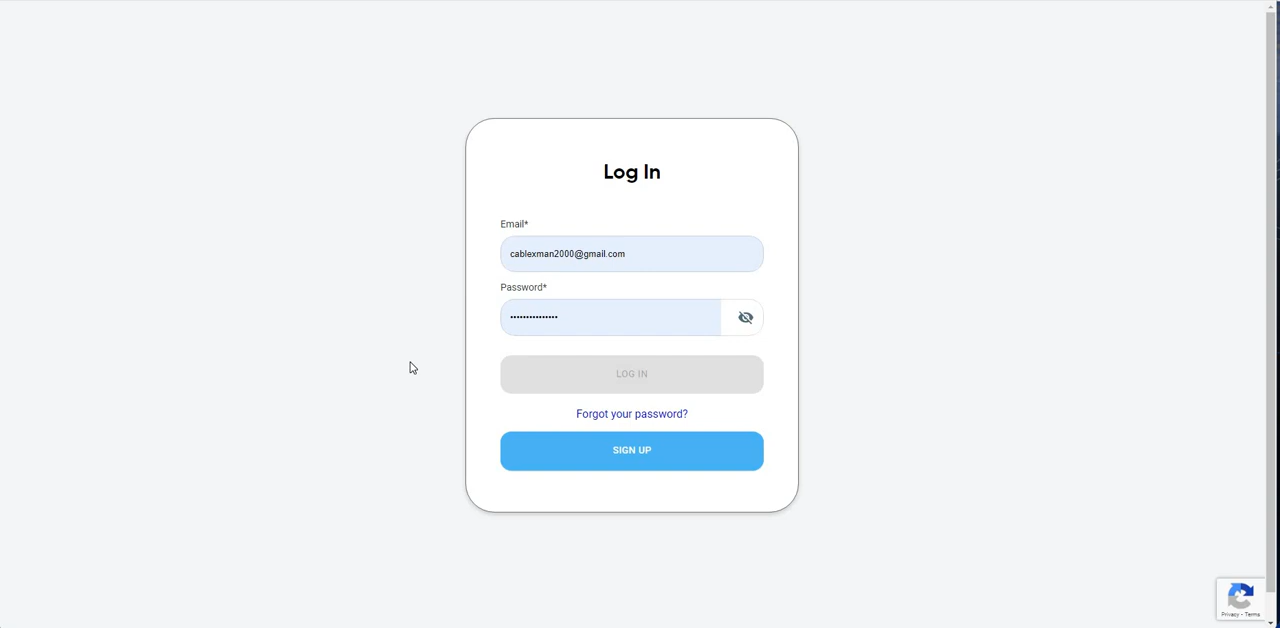 Log In
Email*
cablexman2000@gmail.com
Password*
•••••••••••••••
LOG IN
Forgot your password?
SIGN UP
Privacy - Terms